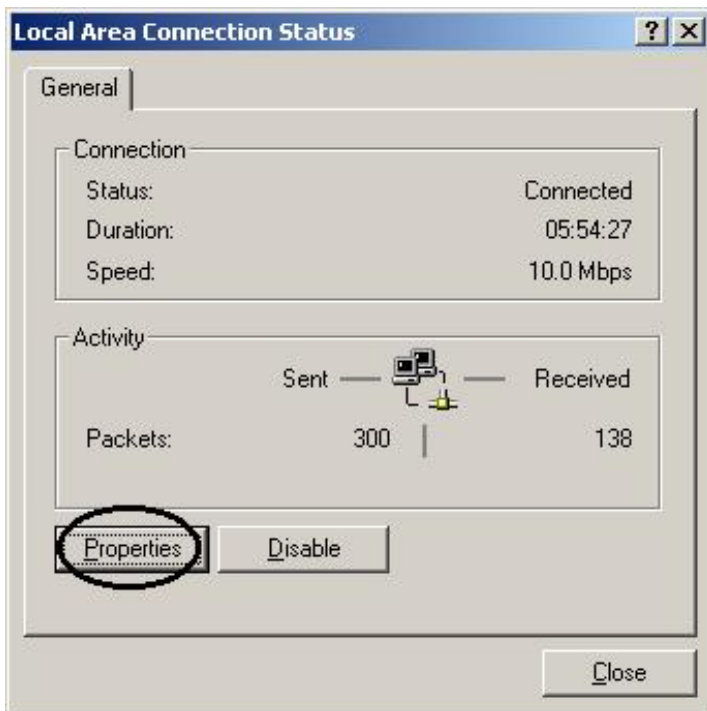 Local Area Connection Status
General
Connection
Status: Connected
Duration: 05:54:27
Speed: 10.0 Mbps
Activity
Sent Received
Packets: 300 138
Properties Disable
Close